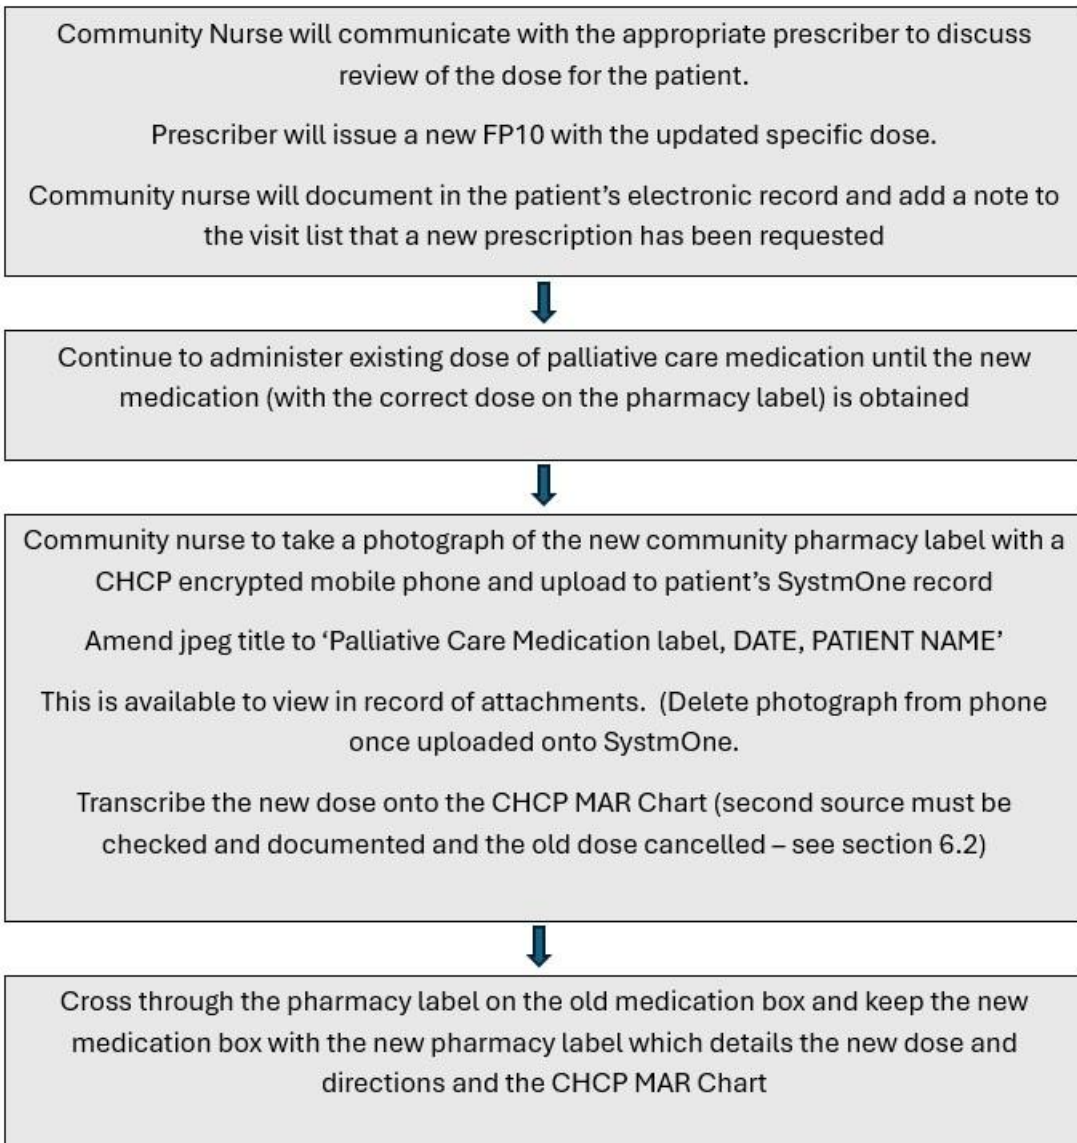 Community Nurse will communicate with the appropriate prescriber to discuss
review of the dose for the patient.
Prescriber will issue a new FP10 with the updated specific dose.
Community nurse will document in the patient’s electronic record and add a note to
the visit list that a new prescription has been requested
Continue to administer existing dose of palliative care medication until the new
medication (with the correct dose on the pharmacy label) is obtained
Community nurse to take a photograph of the new community pharmacy label with a
CHCP encrypted mobile phone and upload to patient’s SystmOne record
Amend jpeg title to ‘Palliative Care Medication label, DATE, PATIENT NAME’
This is available to view in record of attachments.  (Delete photograph from phone
once uploaded onto SystmOne.
Transcribe the new dose onto the CHCP MAR Chart (second source must be
checked and documented and the old dose cancelled – see section 6.2)
Cross through the pharmacy label on the old medication box and keep the new
medication box with the new pharmacy label which details the new dose and
directions and the CHCP MAR Chart